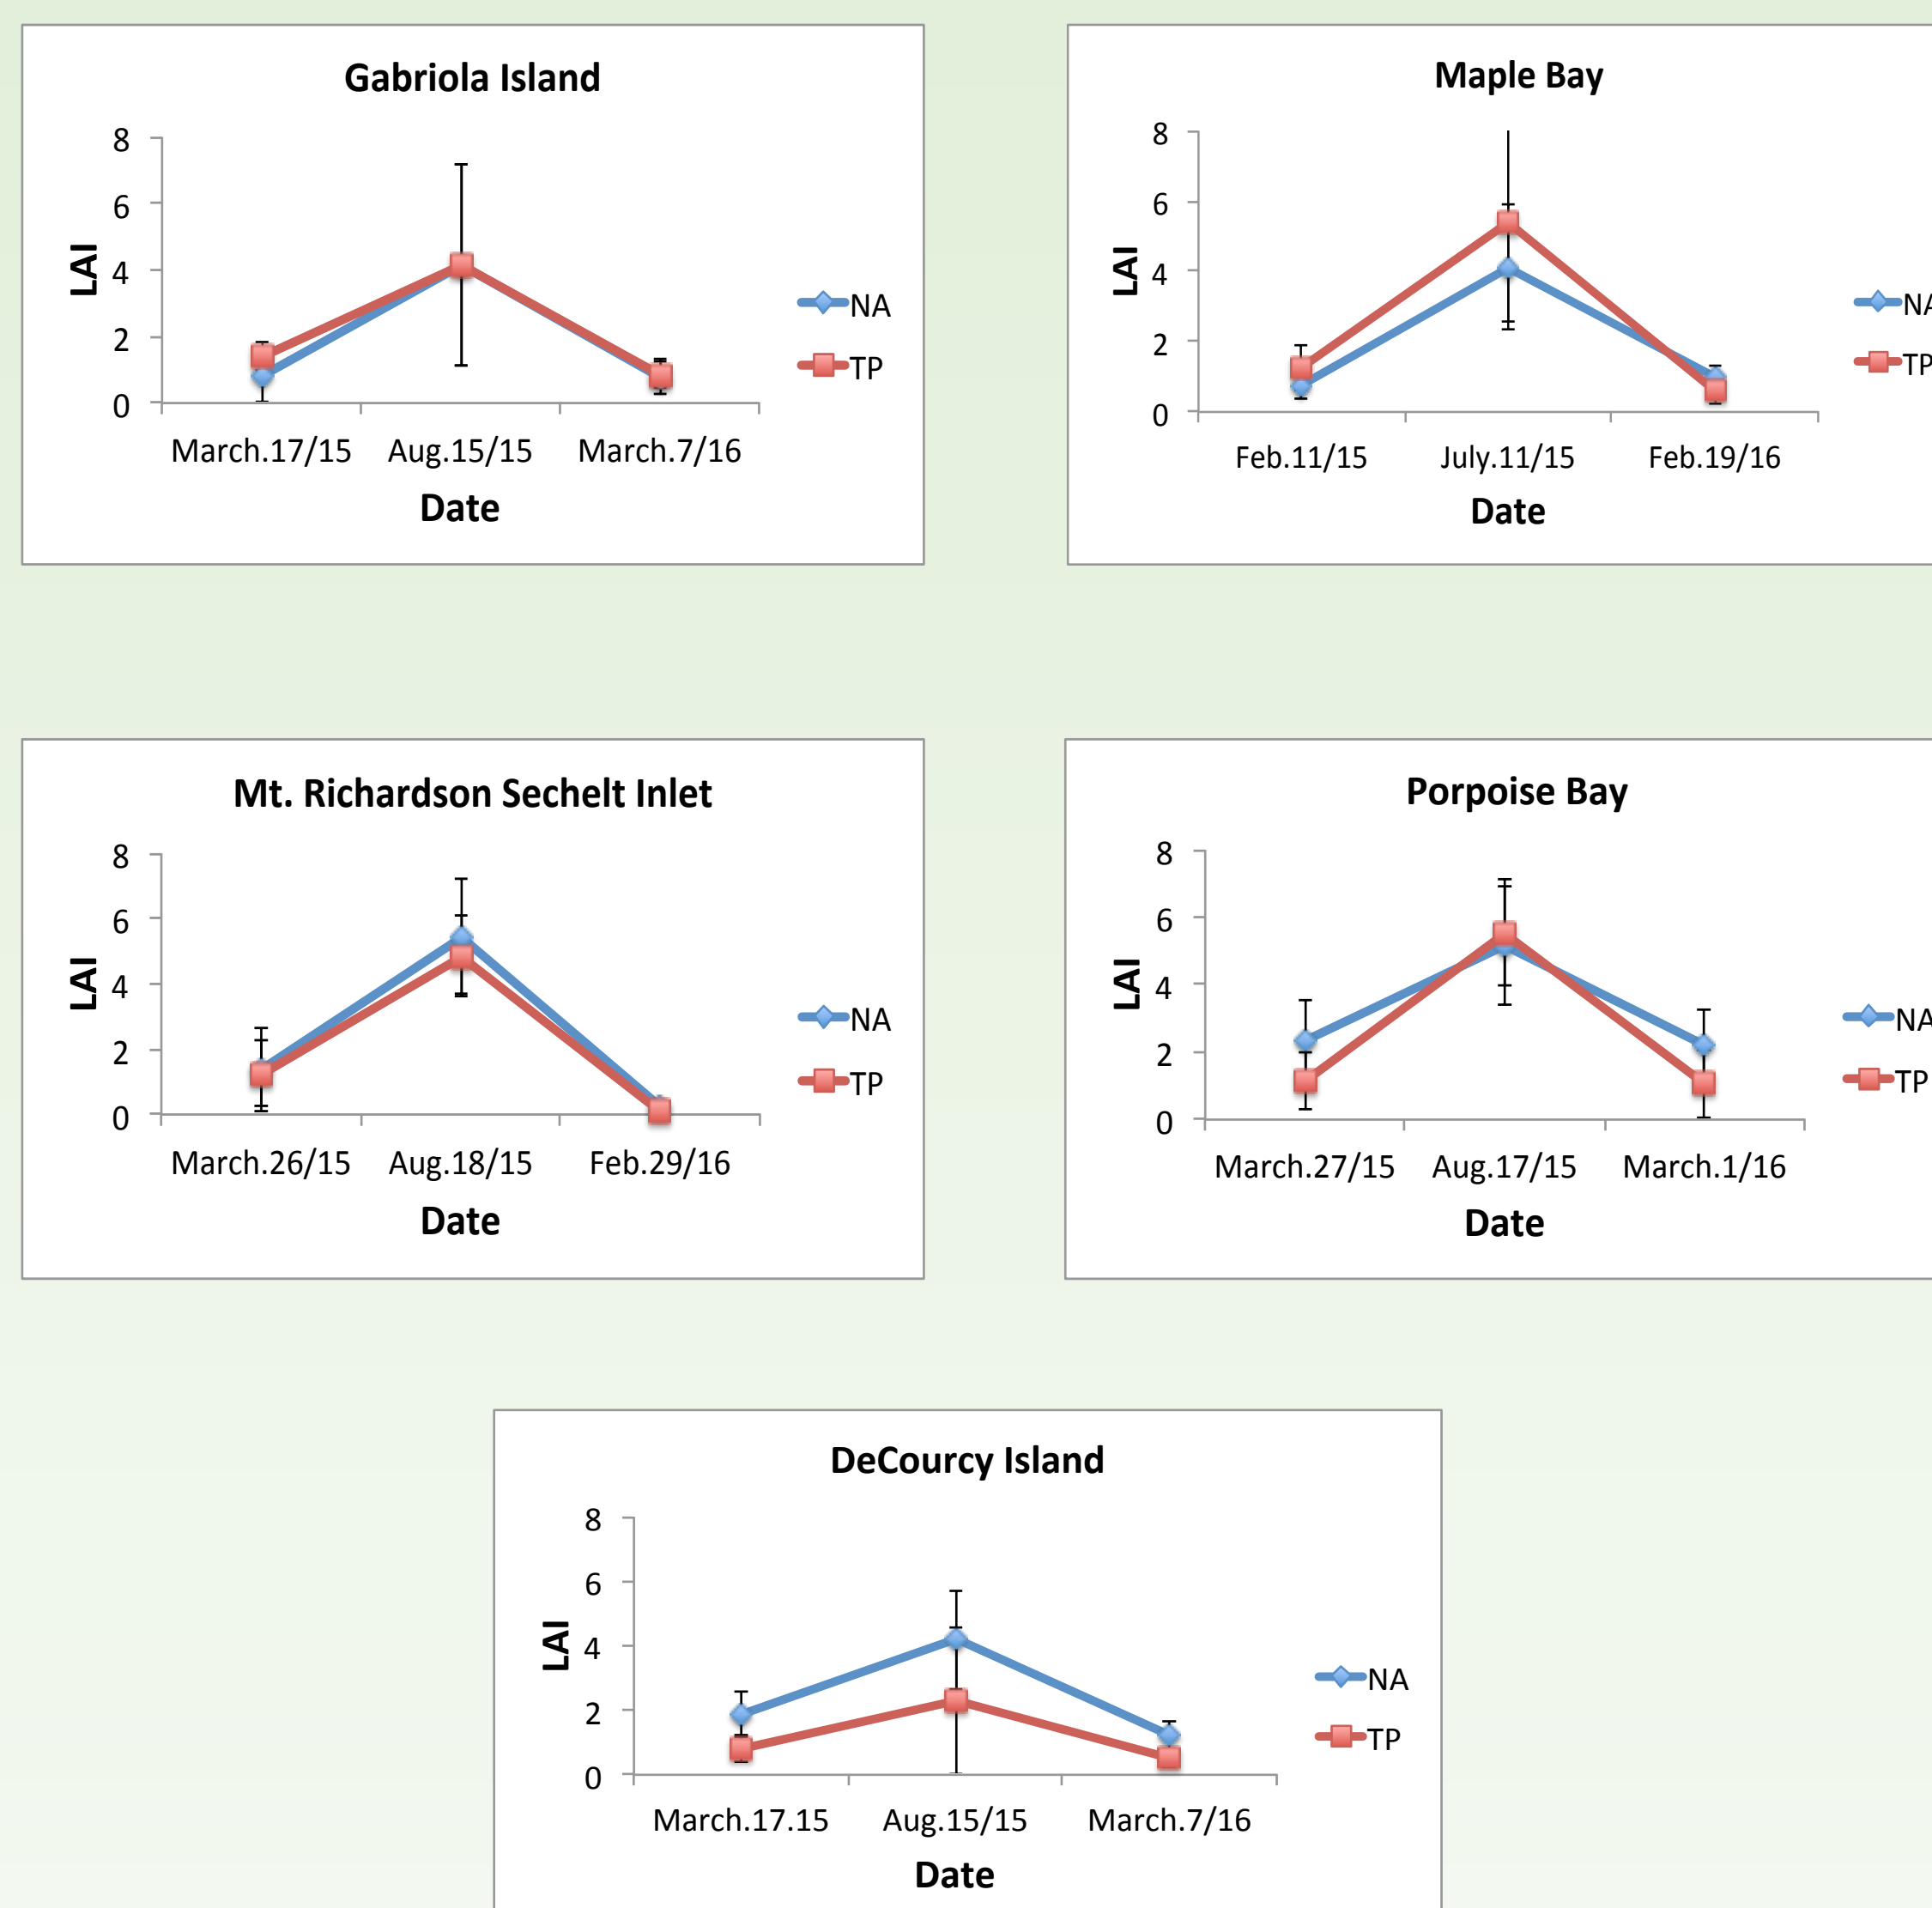 Gabriola Island
8
6
4
2
0
LAI
March.17/15 Aug.15/15 March.7/16
Date
NA
TP
Maple Bay
8
6
4
2
0
LAI
Feb.11/15 July.11/15 Feb.19/16
Date
NA
TP
Mt. Richardson Sechelt Inlet
8
6
4
2
0
LAI
March.26/15 Aug.18/15 Feb.29/16
Date
NA
TP
Porpoise Bay
8
6
4
2
0
LAI
March.27/15 Aug.17/15 March.1/16
Date
NA
TP
DeCourcy Island
8
6
4
2
0
LAI
March.17.15 Aug.15/15 March.7/16
Date
NA
TP